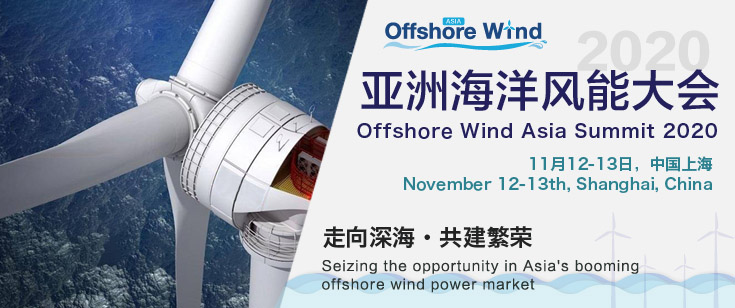 ASIA
Offshore Wind
2020
亚洲海洋风能大会
Offshore Wind Asia Summit 2020
11月12-13日，中国上海
November 12-13th, Shanghai, China
走向深海·共建繁荣
Seizing the opportunity in Asia's booming
offshore wind power market